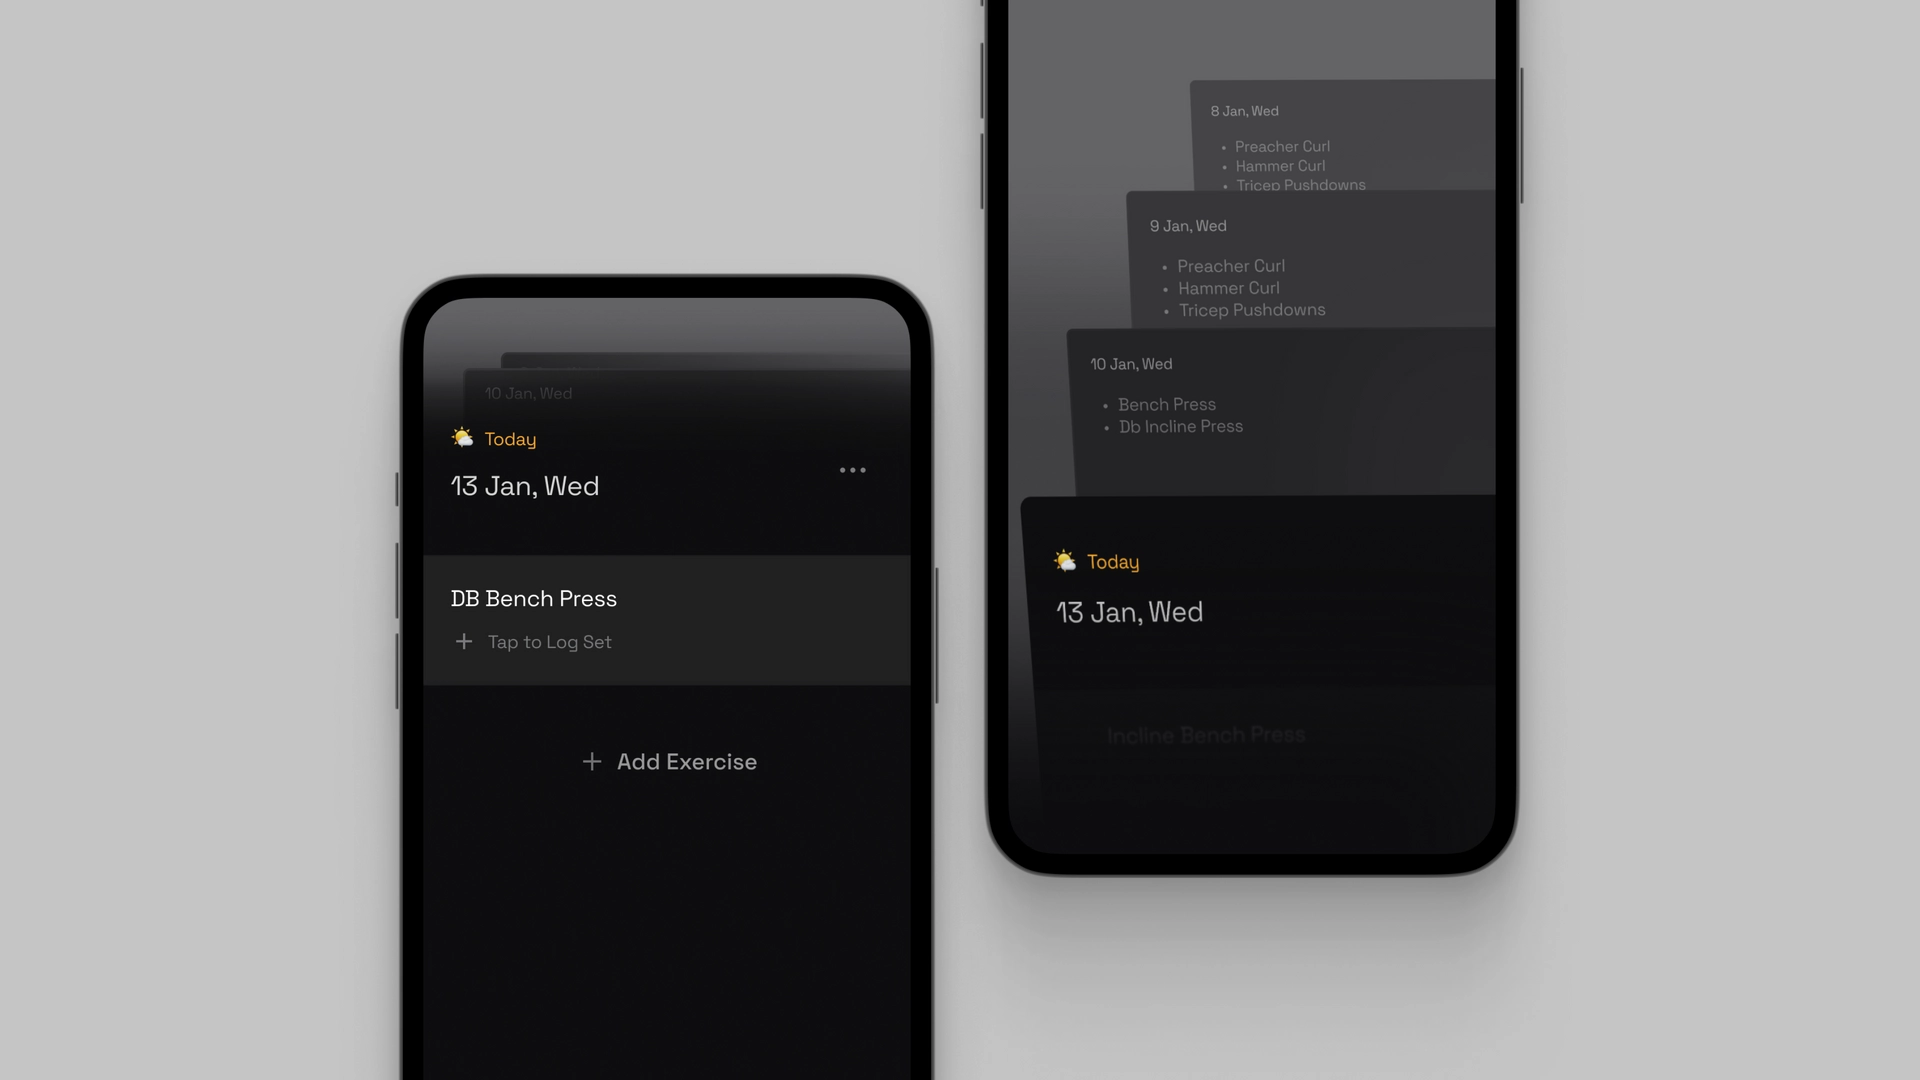 10 Jan, Wed
Today
13 Jan, Wed
DB Bench Press
Tap to Log Set
Add Exercise
8 Jan, Wed
• Preacher Curl
• Hammer Curl
• Tricep Pushdowns
9 Jan, Wed
• Preacher Curl
• Hammer Curl
• Tricep Pushdowns
10 Jan, Wed
• Bench Press
• Db Incline Press
Today
13 Jan, Wed
Incline Bench Press